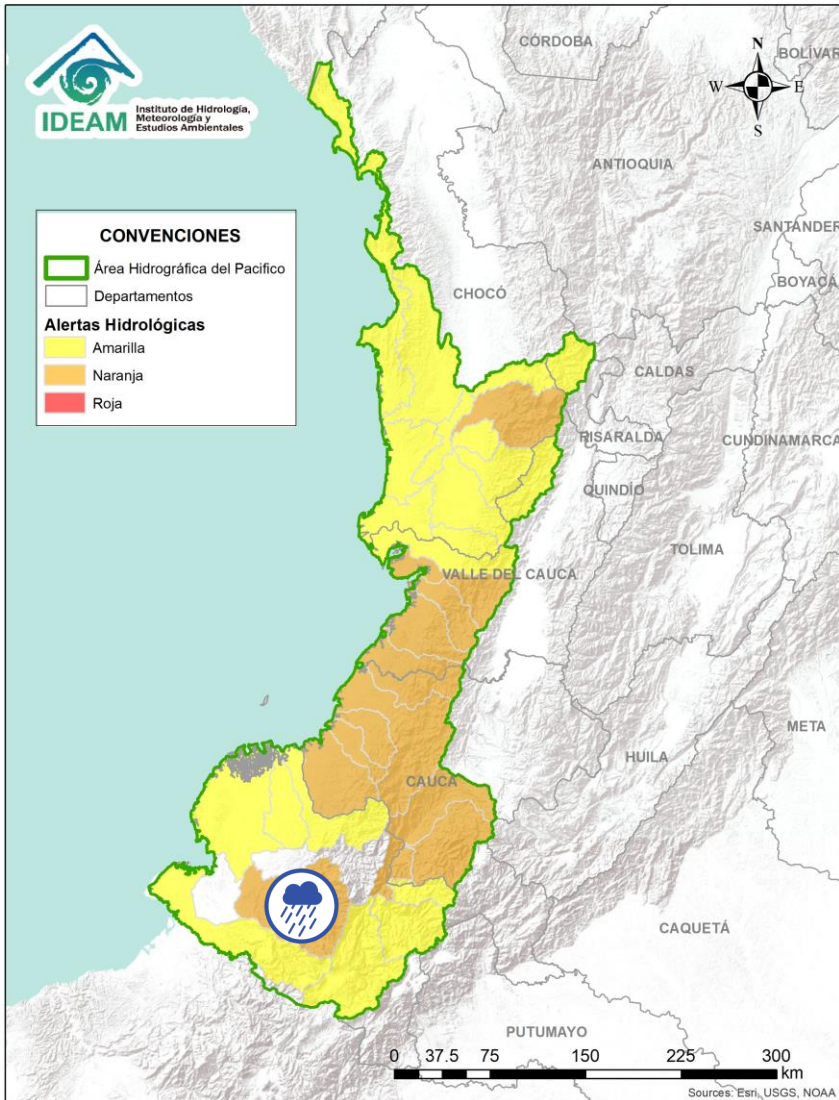 IDEAM
Instituto de Hidrología,
Meteorología y
Estudios Ambientales
CÓRDOBA
BOLÍVAR
N
W
E
S
ANTIOQUIA
SANTANDER
BOYACÁ
CONVENCIONES
Área Hidrográfica del Pacifico
Departamentos
Alertas Hidrológicas
Amarilla
Naranja
Roja
CHOCÓ
CALDAS
RISARALDA
CUNDINAMARCA
QUINDÍO
TOLIMA
VALLE DEL CAUCA
META
HUILA
CAUCA
CAQUETÁ
PUTUMAYO
0 37.5 75 150 225 300
km
Sources: Esri, USGS, NOAA